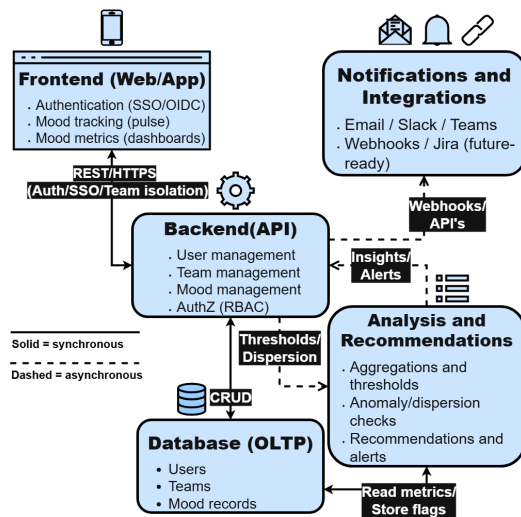 Frontend (Web/App)
. Authentication (SSO/OIDC)
. Mood tracking (pulse)
. Mood metrics (dashboards)
Notifications and
Integrations
. Email / Slack / Teams
. Webhooks / Jira (future-
ready)
REST/HTTPS
(Auth/SSO/Team isolation)
Webhooks/
API's
Backend(API)
. User management
. Team management
. Mood management
. AuthZ (RBAC)
Insights/
Alerts
Solid = synchronous
Dashed = asynchronous
Thresholds/
Dispersion
Analysis and
Recommendations
. Aggregations and
thresholds
. Anomaly/dispersion
checks
. Recommendations and
alerts
CRUD
Database (OLTP)
• Users
• Teams
• Mood records
Read metrics/
Store flags